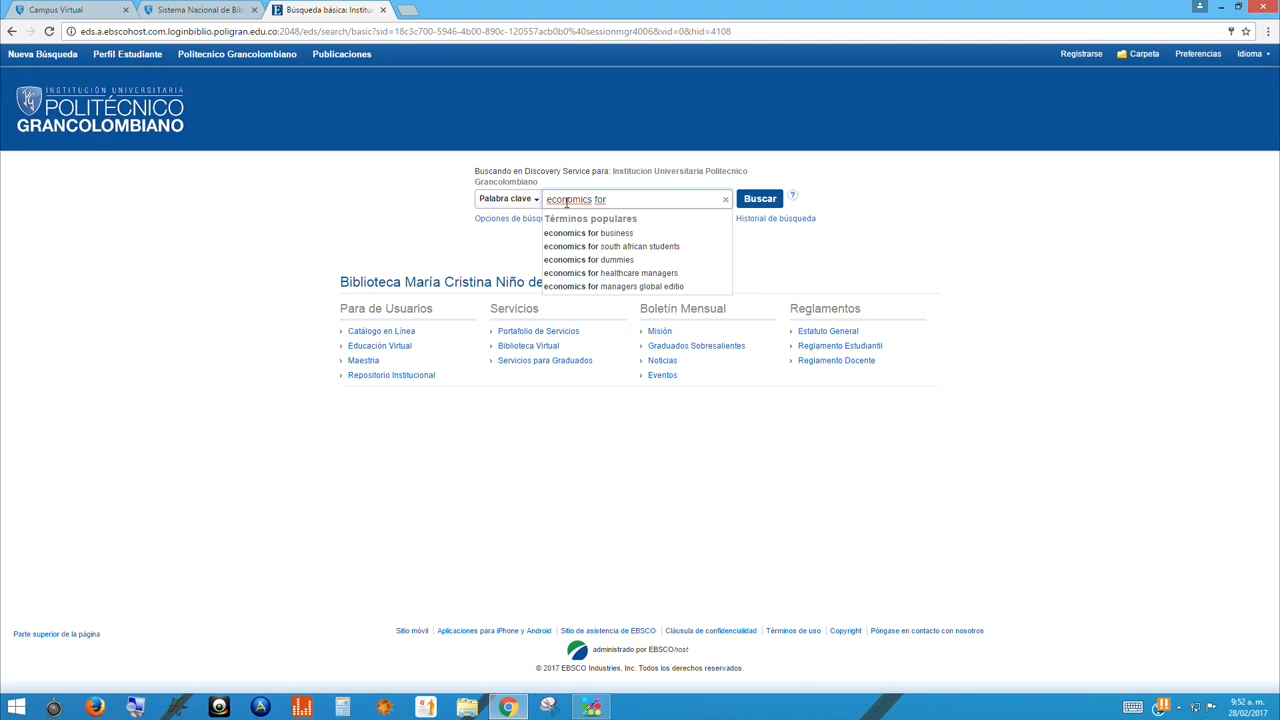 Campus Virtual
Sistema Nacional de Bib
Búsqueda básica: Institu
eds.a.ebscohost.com.loginbiblio.poligran.edu.co:2048/eds/search/basic?sid=18c3c700-5946-4b00-890c-120557acb0b0%40sessionmgr4006&vid=0&hid=4108
Nueva Búsqueda Perfil Estudiante Politecnico Grancolombiano Publicaciones Registrarse Carpeta Preferencias Idioma
INSTITUCIÓN UNIVERSITARIA
POLITÉCNICO
GRANCOLOMBIANO
Buscando en Discovery Service para: Institucion Universitaria Politecnico
Grancolombiano
Palabra clave economics for × Buscar ?
Opciones de búsq Historial de búsqueda
Términos populares
economics for business
economics for south african students
economics for dummies
economics for healthcare managers
economics for managers global editio
Biblioteca María Cristina Niño de
Para de Usuarios
Catálogo en Línea
Educación Virtual
Maestria
Repositorio Institucional
Servicios
Portafolio de Servicios
Biblioteca Virtual
Servicios para Graduados
Boletín Mensual
Misión
Graduados Sobresalientes
Noticias
Eventos
Reglamentos
Estatuto General
Reglamento Estudiantil
Reglamento Docente
Parte superior de la página
Sitio móvil Aplicaciones para iPhone y Android Sitio de asistencia de EBSCO Cláusula de confidencialidad Términos de uso Copyright Póngase en contacto con nosotros
administrado por EBSCOhost
© 2017 EBSCO Industries, Inc. Todos los derechos reservados.
9:52 a. m.
28/02/2017